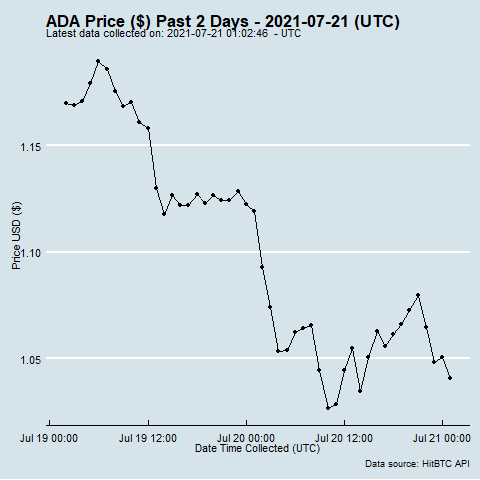 ADA Price ($) Past 2 Days - 2021-07-21 (UTC)
Latest data collected on: 2021-07-21 01:02:46 - UTC
1.15
1.10
1.05
Price USD ($)
Jul 19 00:00 Jul 19 12:00 Jul 20 00:00 Jul 20 12:00 Jul 21 00:00
Date Time Collected (UTC)
Data source: HitBTC API